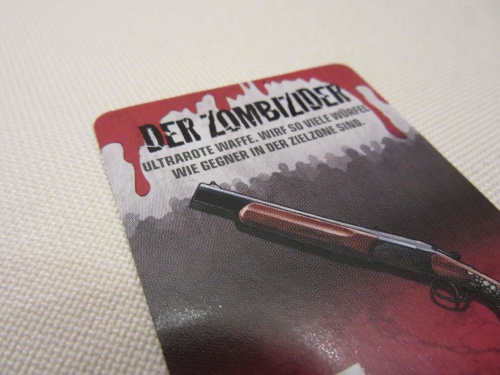 DER ZOMBIZIDER
ULTRAROTE WAFFE. WIRF SO VIELE WÜRFEL
WIE GEGNER IN DER ZIELZONE SIND.